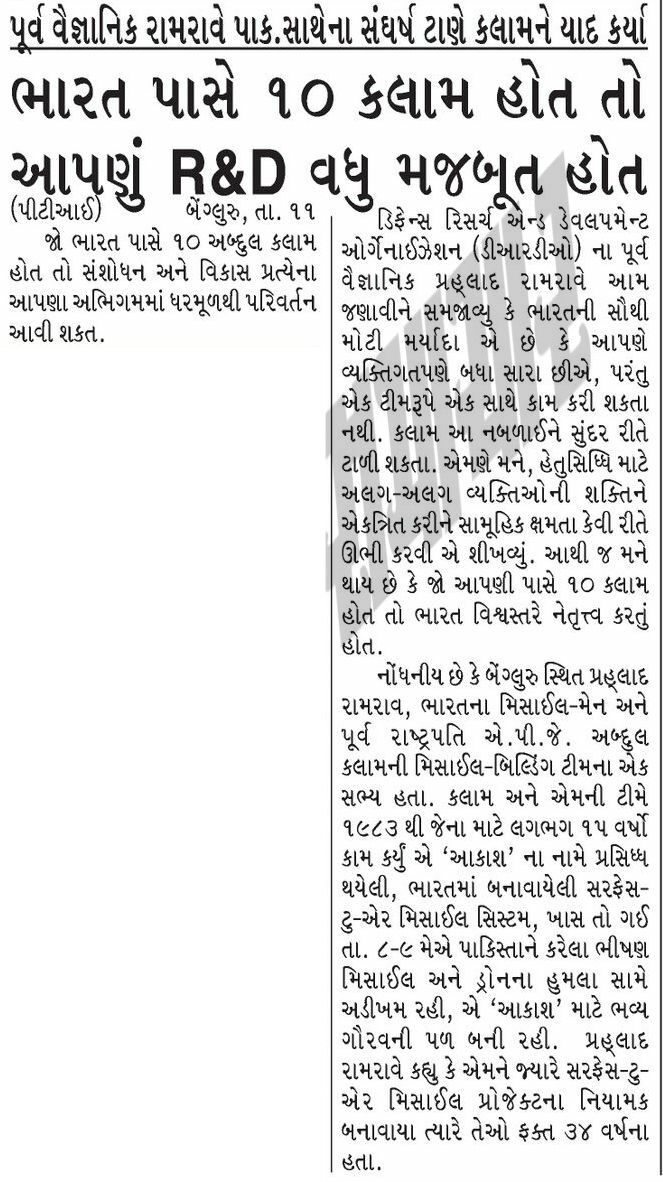 પૂર્વ વૈજ્ઞાનિક રામરાવે પાક.સાથેના સંઘર્ષ ટાણે કલામને યાદ કર્યા
ભારત પાસે ૧૦ કલામ હોત તો
આપણું R&D વધુ મજબૂત હોત
(પીટીઆઈ) બેંગ્લુરુ, તા. ૧૧
જો ભારત પાસે ૧૦ અબ્દુલ કલામ
હોત તો સંશોધન અને વિકાસ પ્રત્યેના
આપણા અભિગમમાં ધરમૂળથી પરિવર્તન
આવી શકત.
ડિફેન્સ રિસર્ચ એન્ડ ડેવલપમેન્ટ
ઓર્ગેનાઈઝેશન (ડીઆરડીઓ) ના પૂર્વ
વૈજ્ઞાનિક પ્રહ્લાદ રામરાવે આમ
જણાવીને સમજાવ્યુ કે ભારતની સૌથી
મોટી મર્યાદા એ છે કે આપણે
વ્યક્તિગતપણે બધા સારા છીએ, પરંતુ
એક ટીમરૂપે એક સાથે કામ કરી શકતા
નથી. કલામ આ નબળાઈને સુંદર રીતે
ટાળી શકતા. એમણે મને, હેતુસિધ્ધિ માટે
અલગ-અલગ વ્યક્તિઓની શક્તિને
એકત્રિત કરીને સામૂહિક ક્ષમતા કેવી રીતે
ઊભી કરવી એ શીખવ્યું. આથી જ મને
થાય છે કે જો આપણી પાસે ૧૦ કલામ
હોત તો ભારત વિશ્વસ્તરે નેતૃત્ત્વ કરતું
હોત.
નોંધનીય છે કે બેંગ્લુરુ સ્થિત પ્રહ્લાદ
રામરાવ, ભારતના મિસાઈલ-મેન અને
પૂર્વ રાષ્ટ્રપતિ એ.પી.જે. અબ્દુલ
કલામની મિસાઈલ-બિલ્ડિંગ ટીમના એક
સભ્ય હતા. કલામ અને એમની ટીમે
૧૯૮૩ થી જેના માટે લગભગ ૧૫ વર્ષો
કામ કર્યું એ ‘આકાશ’ ના નામે પ્રસિધ્ધ
થયેલી, ભારતમાં બનાવાયેલી સરફેસ-
ટુ-એર મિસાઈલ સિસ્ટમ, ખાસ તો ગઈ
તા. ૮-૯ મેએ પાકિસ્તાને કરેલા ભીષણ
મિસાઈલ અને ડ્રોનના હુમલા સામે
અડીખમ રહી, એ ‘આકાશ’ માટે ભવ્ય
ગૌરવની પળ બની રહી. પ્રહ્લાદ
રામરાવે કહ્યુ કે એમને જ્યારે સરફેસ-ટુ-
એર મિસાઈલ પ્રોજેક્ટના નિયામક
બનાવાયા ત્યારે તેઓ ફક્ત ૩૪ વર્ષના
હતા.